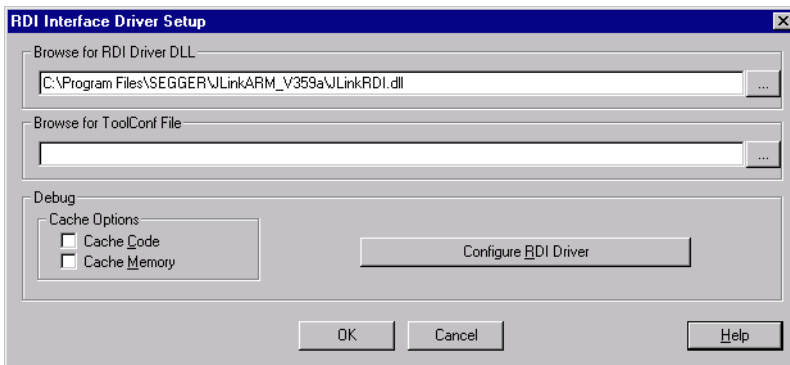 RDI Interface Driver Setup
Browse for RDI Driver DLL
C:\Program Files\SEGGER\JLinkARM_V359a\JLinkRDI.dll
...
Browse for ToolConf File
...
Debug
Cache Options
Cache Code
Cache Memory
Configure RDI Driver
OK
Cancel
Help